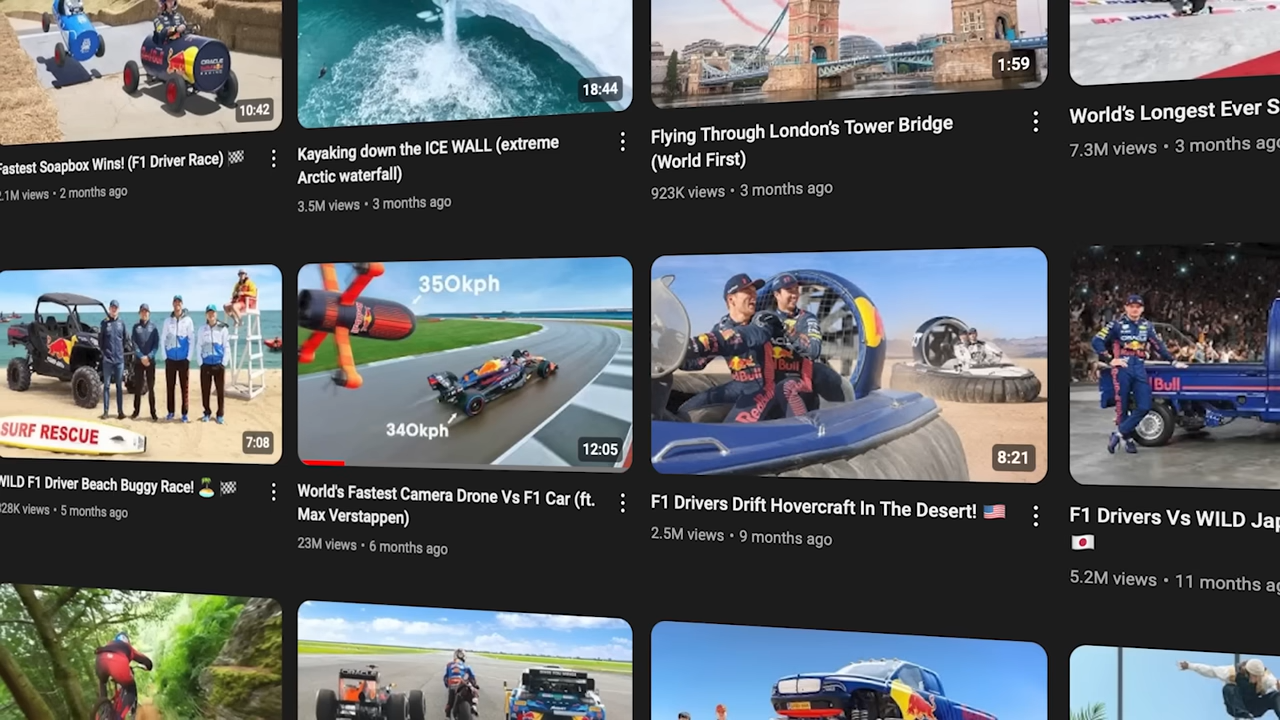 10:42
18:44
1:59
Fastest Soapbox Wins! (F1 Driver Race)
2 months ago
Kayaking down the ICE WALL (extreme
Arctic waterfall)
3.5M views • 3 months ago
Flying Through London's Tower Bridge
(World First)
923K views • 3 months ago
World's Longest Ever
7.3M views • 3 months ago
SURF RESCUE
7:08
350kph
340kph
12:05
Red Bull
8:21
Bull
WILD F1 Driver Beach Buggy Race!
views • 5 months ago
World's Fastest Camera Drone Vs F1 Car (ft.
Max Verstappen)
23M views • 6 months ago
F1 Drivers Drift Hovercraft In The Desert!
2.5M views • 9 months ago
F1 Drivers Vs WILD
5.2M views • 11 months